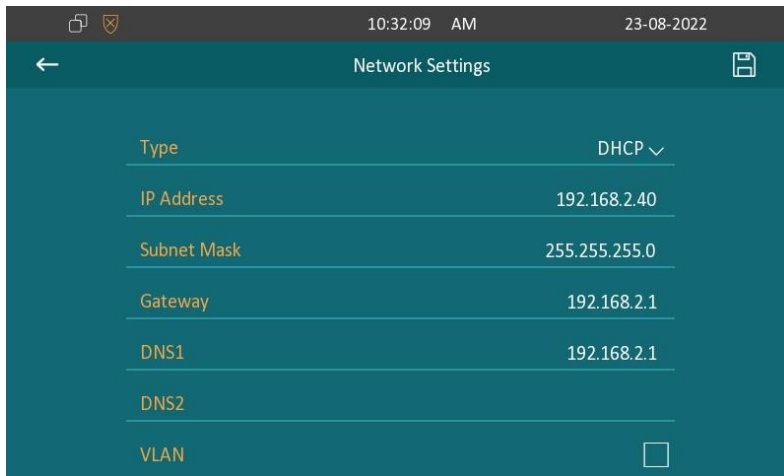 10:32:09 AM 23-08-2022
Network Settings
Type DHCP
IP Address 192.168.2.40
Subnet Mask 255.255.255.0
Gateway 192.168.2.1
DNS1 192.168.2.1
DNS2
VLAN